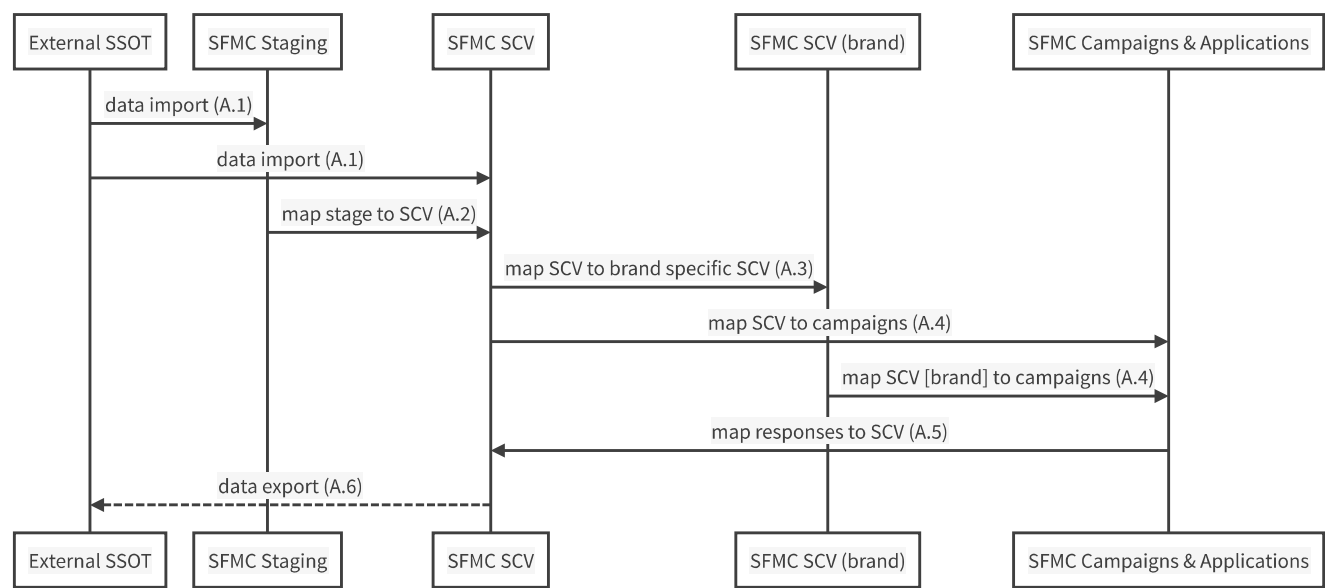 External SSOT
SFMC Staging
SFMC SCV
SFMC SCV (brand)
SFMC Campaigns & Applications
data import (A.1)
data import (A.1)
map stage to SCV (A.2)
map SCV to brand specific SCV (A.3)
map SCV to campaigns (A.4)
map SCV [brand] to campaigns (A.4)
map responses to SCV (A.5)
data export (A.6)
External SSOT
SFMC Staging
SFMC SCV
SFMC SCV (brand)
SFMC Campaigns & Applications